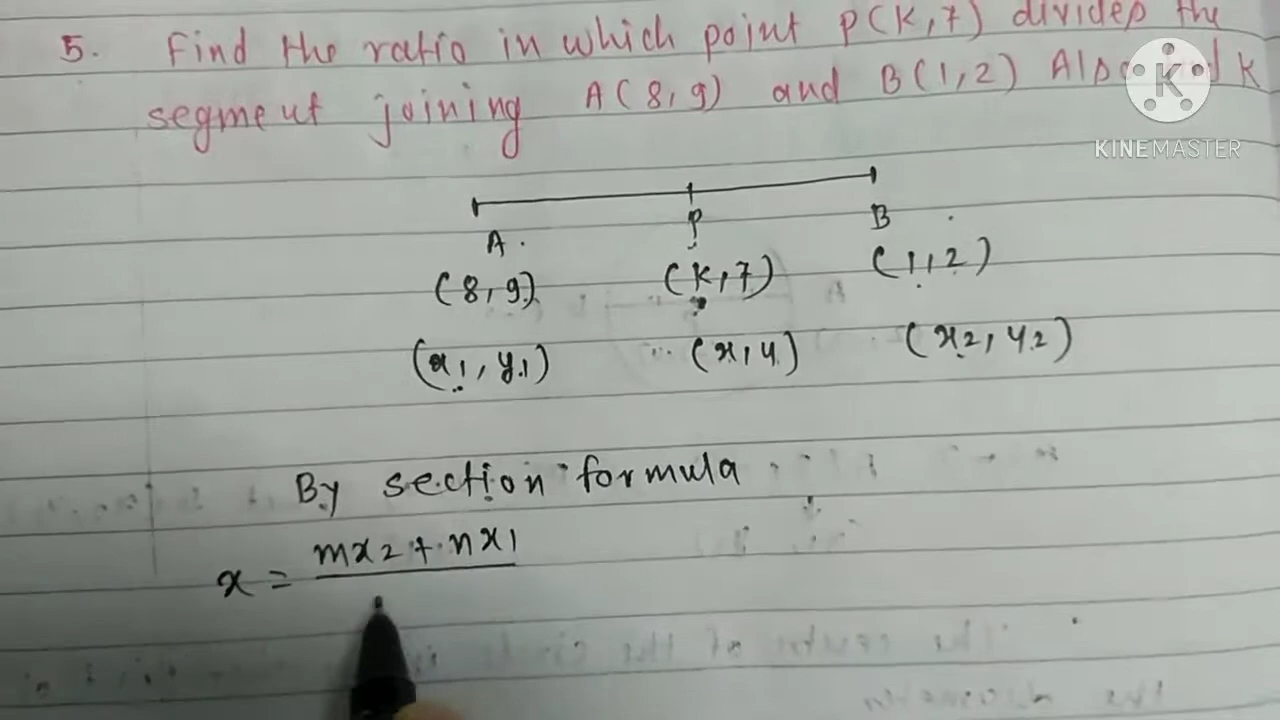 5. Find the ratio in which point P(K,7) divides the
segment joining A(8,9) and B(1,2) Also K
K
KINEMASTER
A P B
(8,9) (K,7) (1,2)
(x1,y1) (x,y) (x2,y2)
By section formula
x = mx2 + nx1